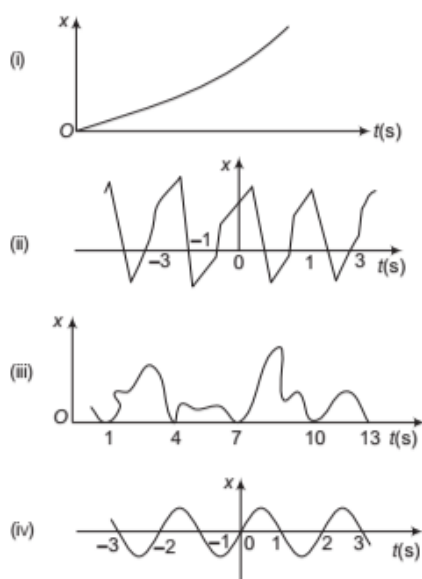 x
(i)
O
t(s)
x
(ii)
−3 −1 0 1 3
t(s)
x
(iii)
O
1 4 7 10 13 t(s)
x
(iv)
−3 −2 −1 0 1 2 3 t(s)